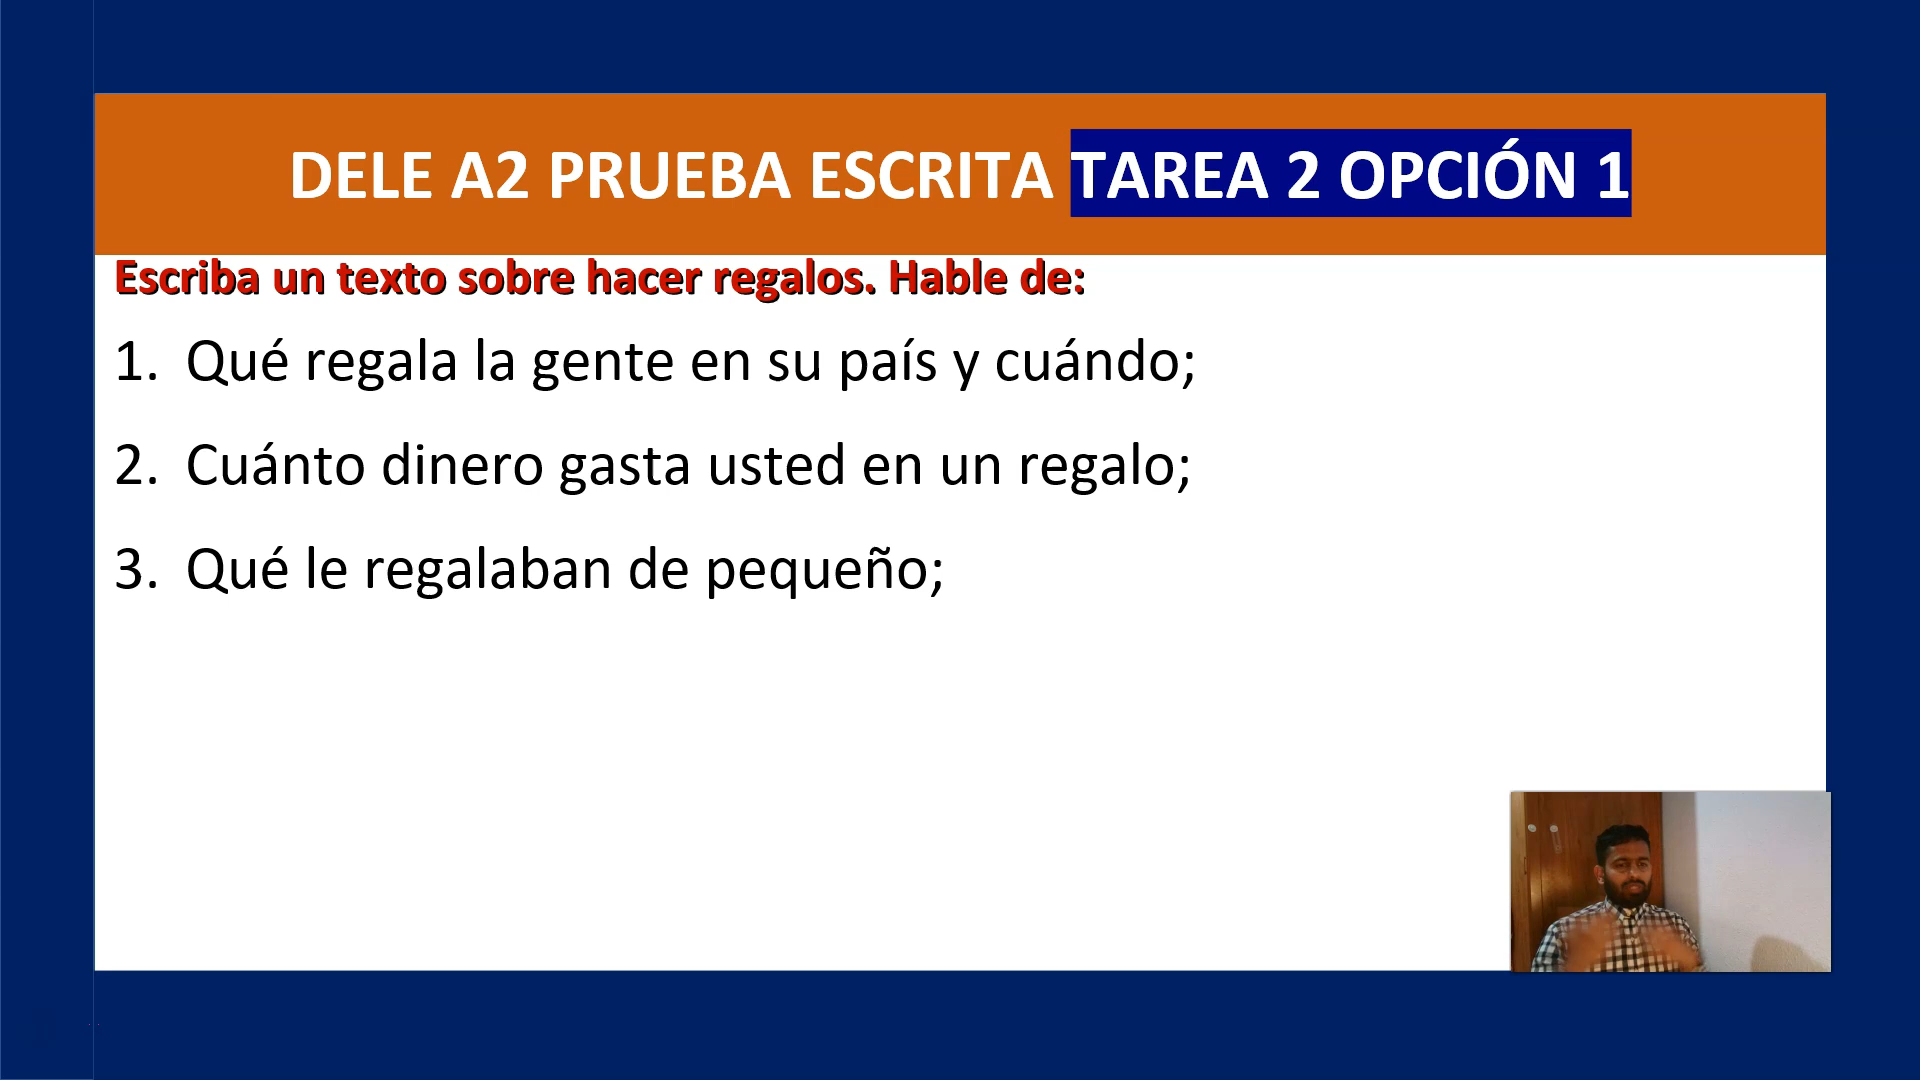 DELE A2 PRUEBA ESCRITA TAREA 2 OPCIÓN 1
Escriba un texto sobre hacer regalos. Hable de:
1. Qué regala la gente en su país y cuándo;
2. Cuánto dinero gasta usted en un regalo;
3. Qué le regalaban de pequeño;